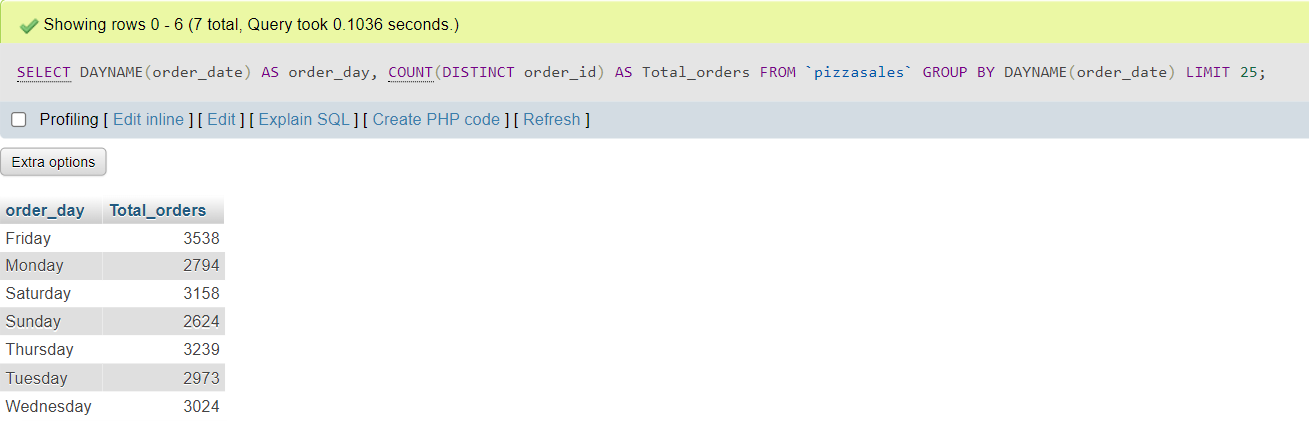 Showing rows 0 - 6 (7 total, Query took 0.1036 seconds.)
SELECT DAYNAME(order_date) AS order_day, COUNT(DISTINCT order_id) AS Total_orders FROM `pizzasales` GROUP BY DAYNAME(order_date) LIMIT 25;
Profiling [ Edit inline ] [ Edit ] [ Explain SQL ] [ Create PHP code ] [ Refresh ]
Extra options
order_day Total_orders
Friday 3538
Monday 2794
Saturday 3158
Sunday 2624
Thursday 3239
Tuesday 2973
Wednesday 3024